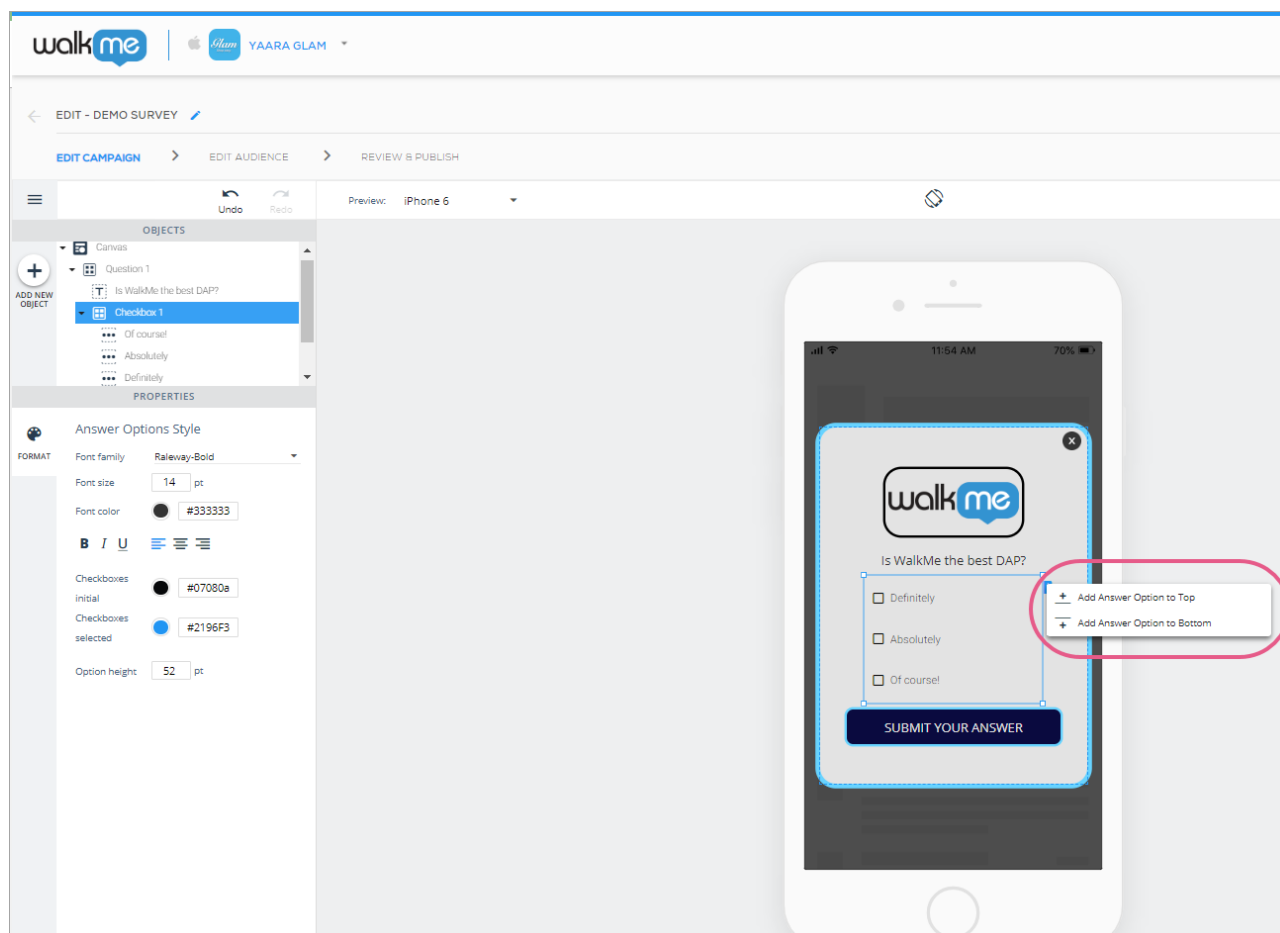 walkme
Glam
YAARA GLAM
EDIT - DEMO SURVEY
EDIT CAMPAIGN
EDIT AUDIENCE
REVIEW & PUBLISH
Undo
Redo
Preview: iPhone 6
OBJECTS
ADD NEW
OBJECT
Canvas
Question 1
T Is WalkMe the best DAP?
Checkbox 1
Of course!
Absolutely
Definitely
PROPERTIES
FORMAT
Answer Options Style
Font family Raleway-Bold
Font size 14 pt
Font color #333333
B I U
Checkboxes
initial
#07080a
Checkboxes
selected
#2196F3
Option height 52 pt
11:54 AM 70%
x
walkme
Is WalkMe the best DAP?
Definitely
Absolutely
Of course!
SUBMIT YOUR ANSWER
Add Answer Option to Top
Add Answer Option to Bottom